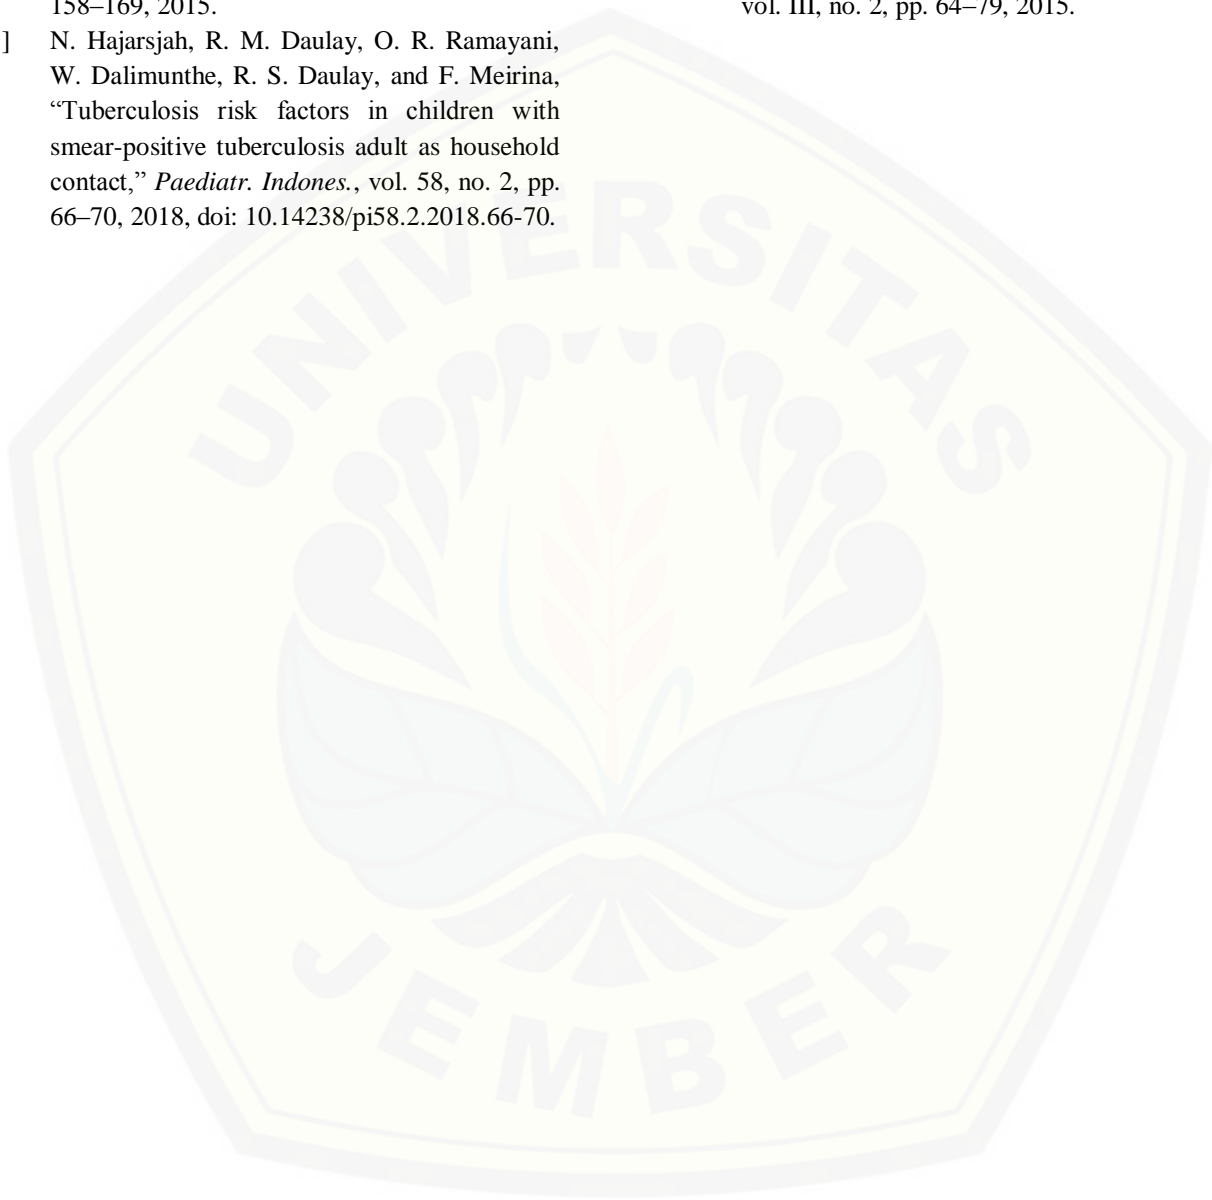 158–169, 2015.
] N. Hajarsjah, R. M. Daulay, O. R. Ramayani,
W. Dalimunthe, R. S. Daulay, and F. Meirina,
“Tuberculosis risk factors in children with
smear-positive tuberculosis adult as household
contact,” Paediatr. Indones., vol. 58, no. 2, pp.
66–70, 2018, doi: 10.14238/pi58.2.2018.66-70.
vol. III, no. 2, pp. 64–79, 2015.
UNIVERSITAS
JEMBER